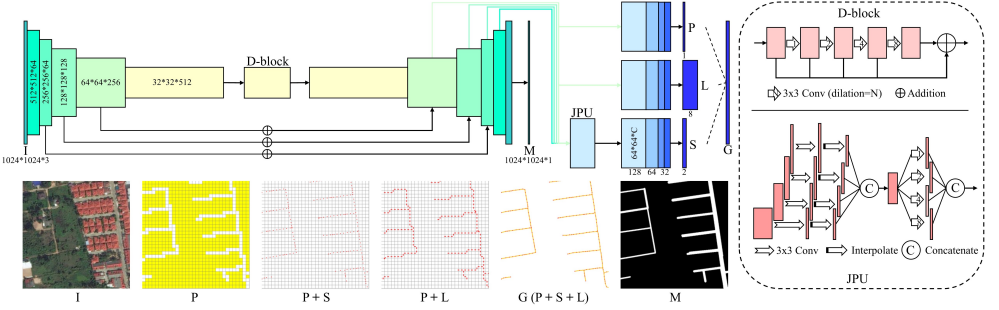 512*512*64
256*256*64
128*128*128
64*64*256
32*32*512
D-block
I
1024*1024*3
M
1024*1024*1
JPU
64*64*C
128
64
32
P
1
L
8
S
2
G
D-block
3x3 Conv (dilation=N)
Addition
C
C
3x3 Conv
Interpolate
C
Concatenate
JPU
I
P
P + S
P + L
G (P + S + L)
M